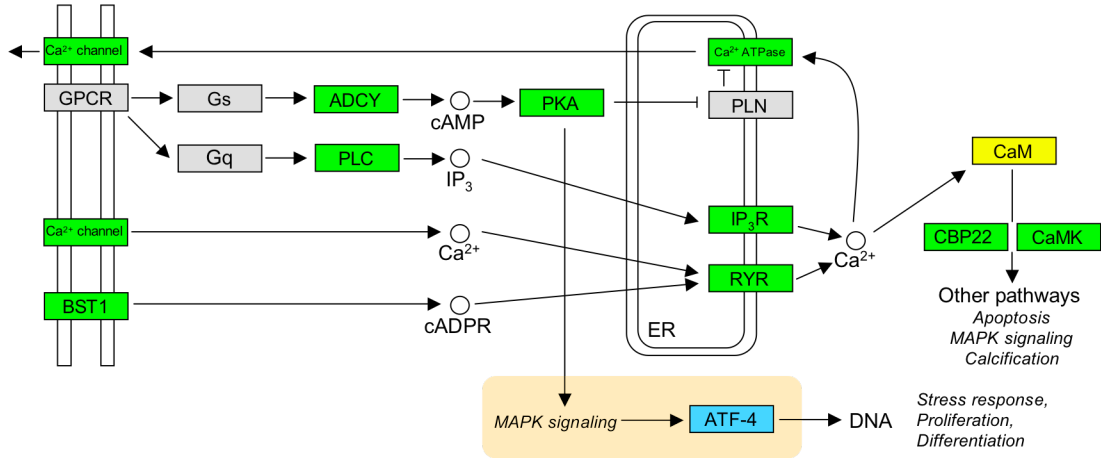 Ca²⁺ channel
Ca²⁺ ATPase
GPCR
Gs
ADCY
cAMP
PKA
PLN
Gq
PLC
IP₃
CaM
Ca²⁺ channel
Ca²⁺
IP₃R
Ca²⁺
CBP22
CaMK
RYR
BST1
cADPR
ER
Other pathways
Apoptosis
MAPK signaling
Calcification
MAPK signaling
ATF-4
DNA
Stress response,
Proliferation,
Differentiation